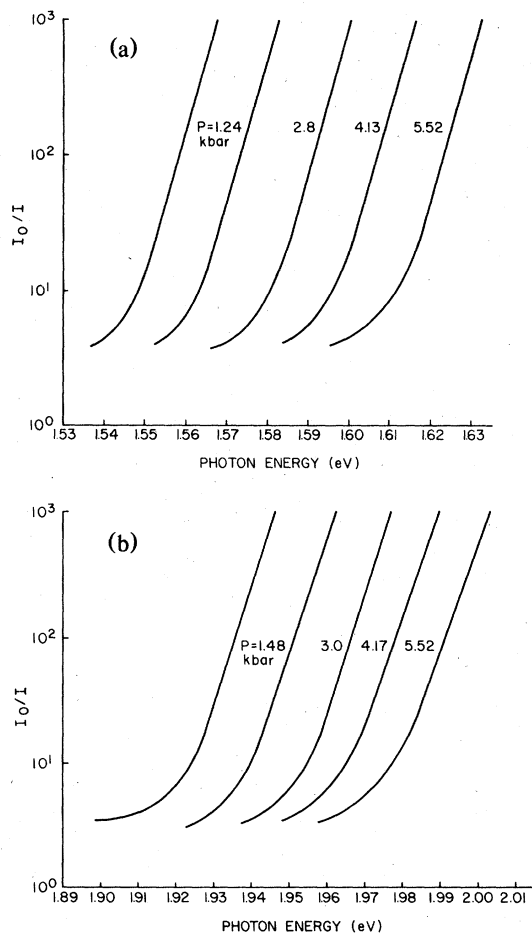 (a)
10³
10²
10¹
10⁰
I₀/I
P=1.24
kbar
2.8
4.13
5.52
1.53 1.54 1.55 1.56 1.57 1.58 1.59 1.60 1.61 1.62 1.63
PHOTON ENERGY (eV)
(b)
10³
10²
10¹
10⁰
I₀/I
P=1.48
kbar
3.0
4.17
5.52
1.89 1.90 1.91 1.92 1.93 1.94 1.95 1.96 1.97 1.98 1.99 2.00 2.01
PHOTON ENERGY (eV)